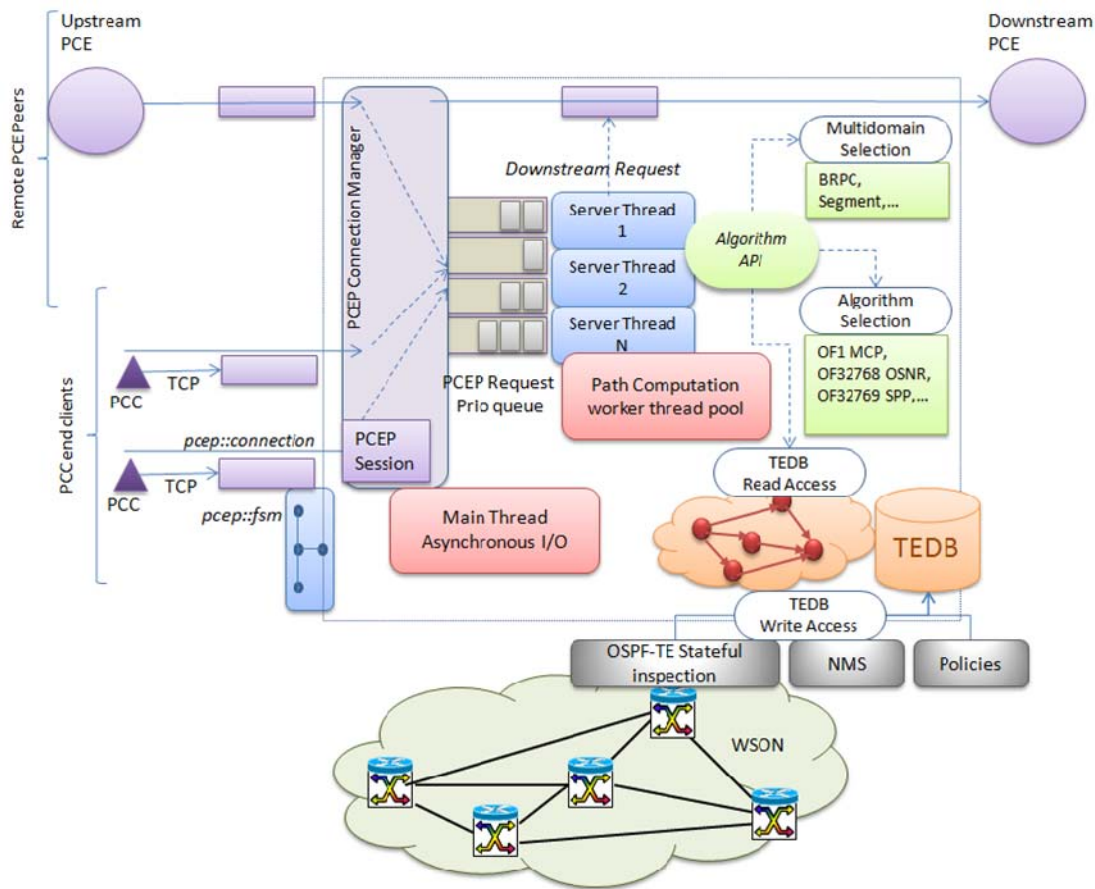 Upstream
PCE
Downstream
PCE
Remote PCE Peers
PCEP Connection Manager
Multidomain
Selection
BRPC,
Segment,...
Downstream Request
Server Thread
1
Server Thread
2
Server Thread
N
Algorithm
API
Algorithm
Selection
OF1 MCP,
OF32768 OSNR,
OF32769 SPP,...
PCEP Request
Prio queue
Path Computation
worker thread pool
PCC end clients
PCC
TCP
pcep::connection
PCEP
Session
PCC
TCP
pcep::fsm
Main Thread
Asynchronous I/O
TEDB
Read Access
TEDB
TEDB
Write Access
OSPF-TE Stateful
inspection
NMS
Policies
WSON